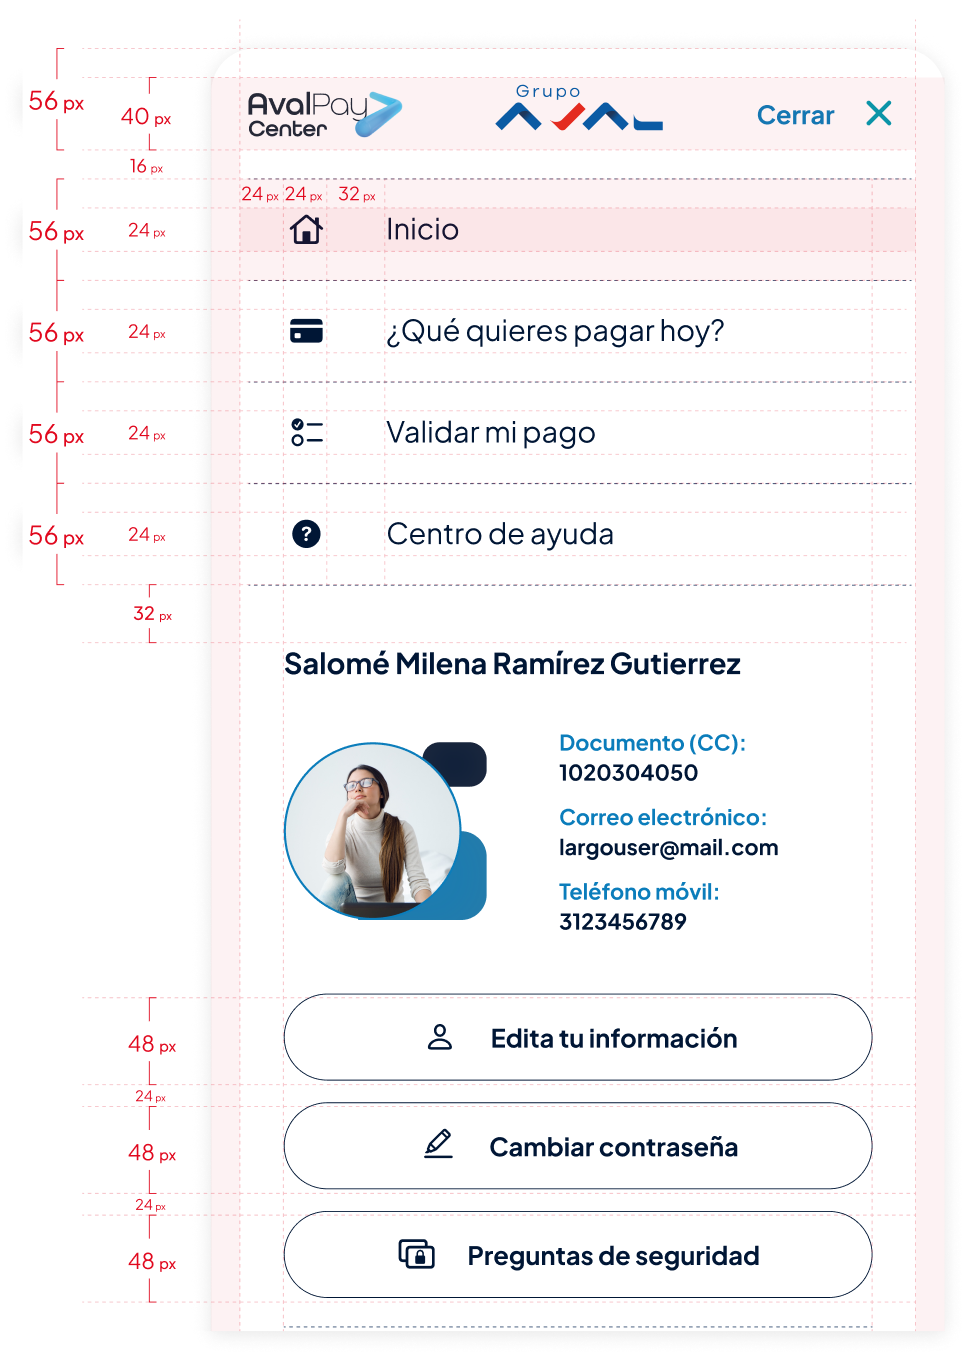 56 px
40 px
AvalPay
Center
Grupo
AVAL
Cerrar
16 px
24 px 24 px 32 px
56 px
24 px
Inicio
56 px
24 px
¿Qué quieres pagar hoy?
56 px
24 px
Validar mi pago
56 px
24 px
?
Centro de ayuda
32 px
Salomé Milena Ramírez Gutierrez
Documento (CC):
1020304050
Correo electrónico:
largouser@mail.com
Teléfono móvil:
3123456789
48 px
Edita tu información
24 px
48 px
Cambiar contraseña
24 px
48 px
Preguntas de seguridad